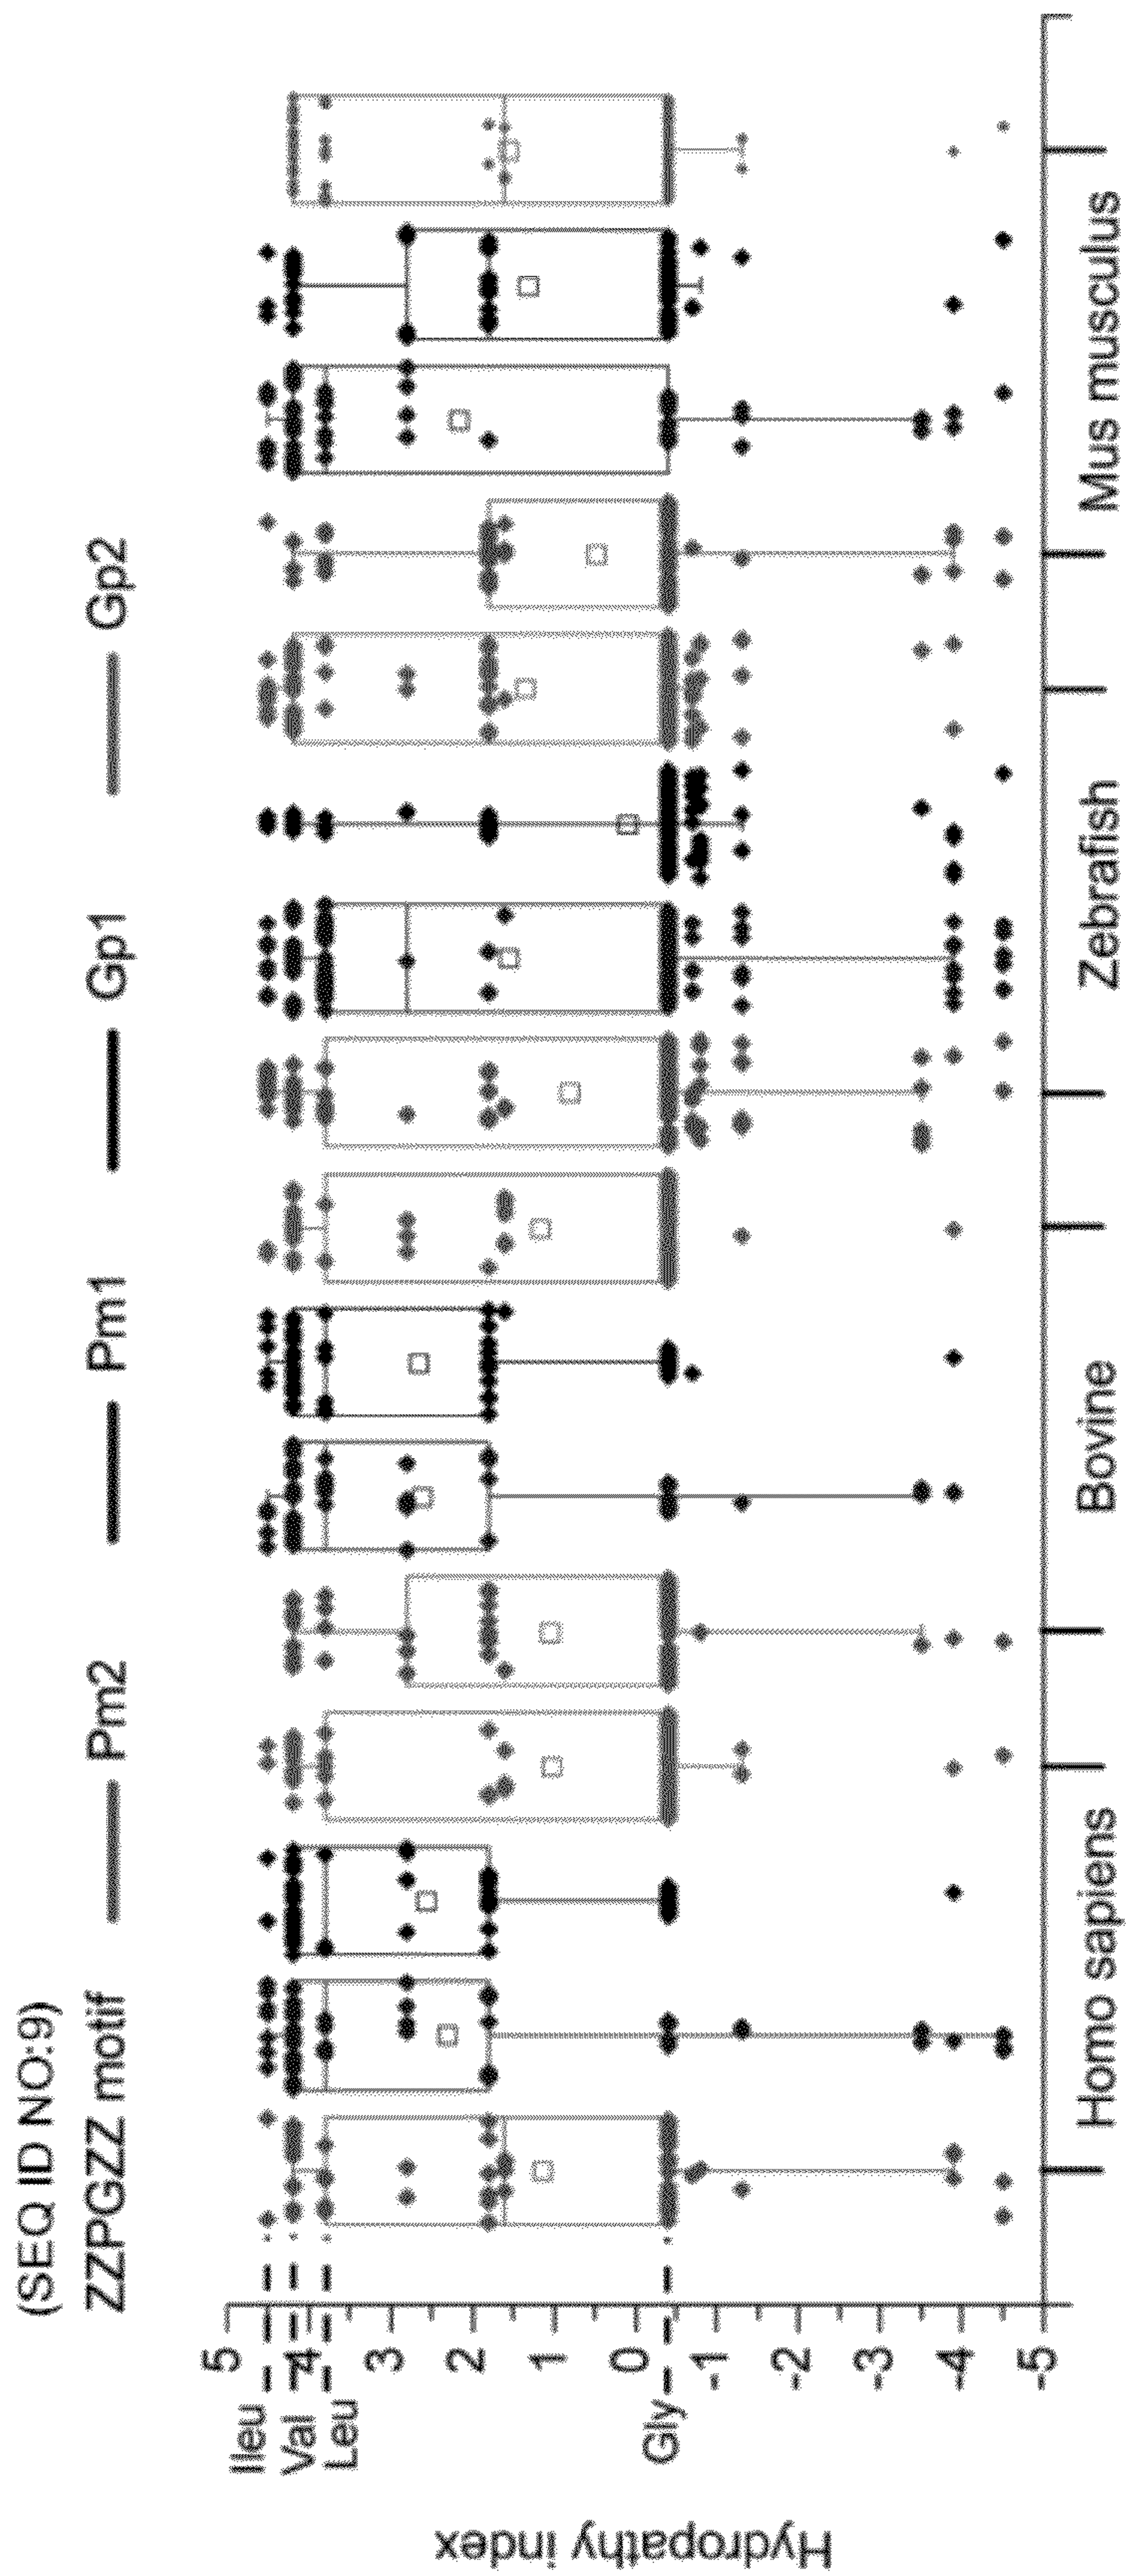 (SEQ ID NO:9)
ZZPGZZ motif
Pm2
Pm1
Gp1
Gp2
Hydropathy index
Ileu
Val
Leu
Gly
5
4
3
2
1
0
-1
-2
-3
-4
-5
Homo sapiens
Bovine
Zebrafish
Mus musculus